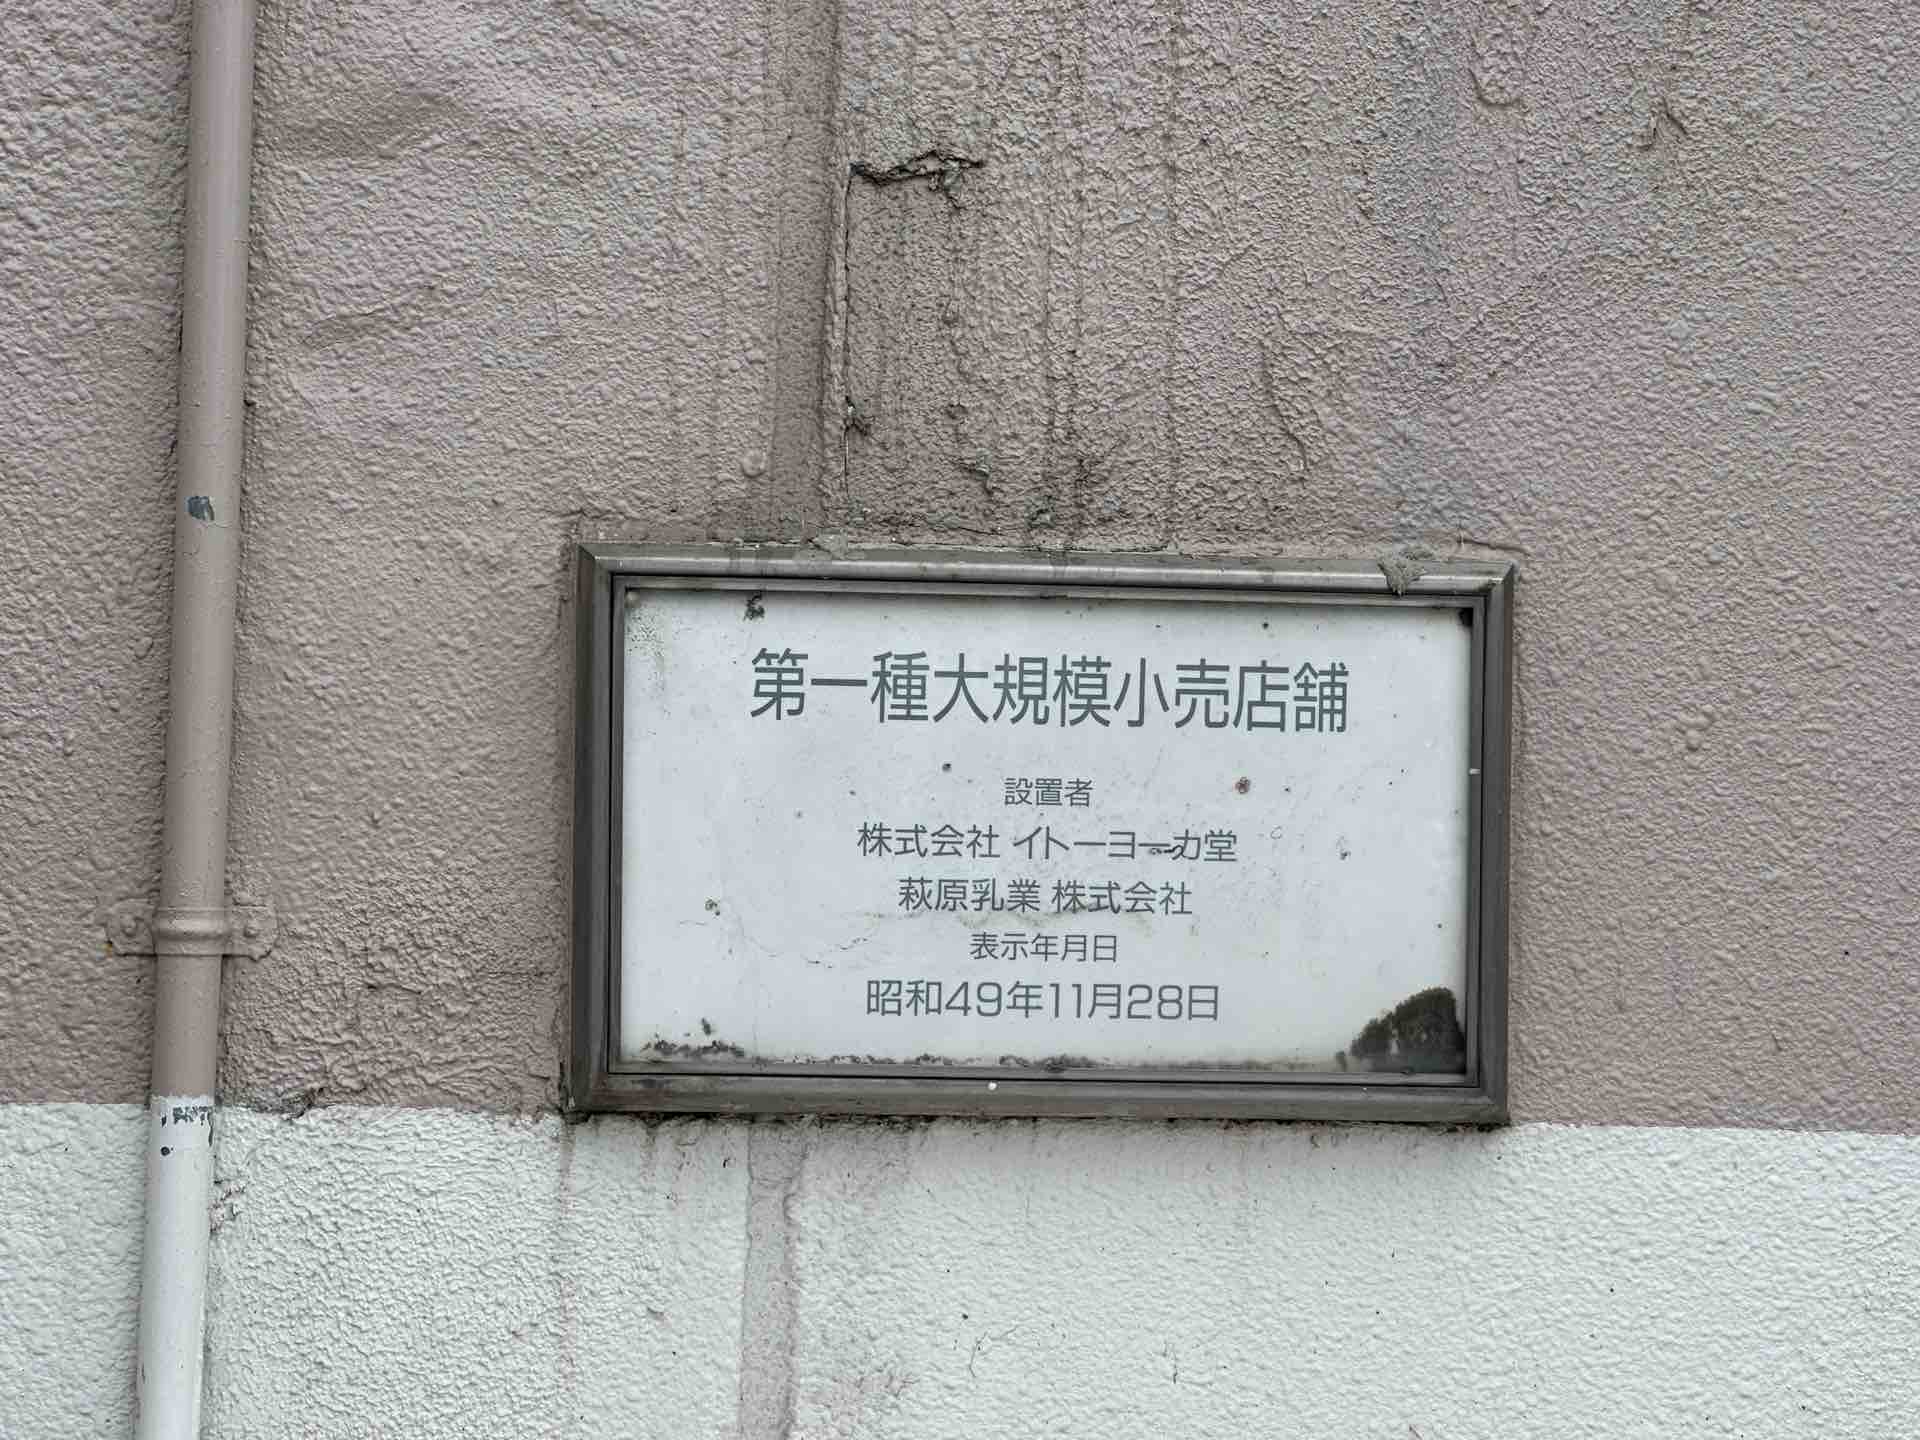 第一種大規模小売店舗
設置者
株式会社 イトーヨーカ堂
萩原乳業 株式会社
表示年月日
昭和49年11月28日